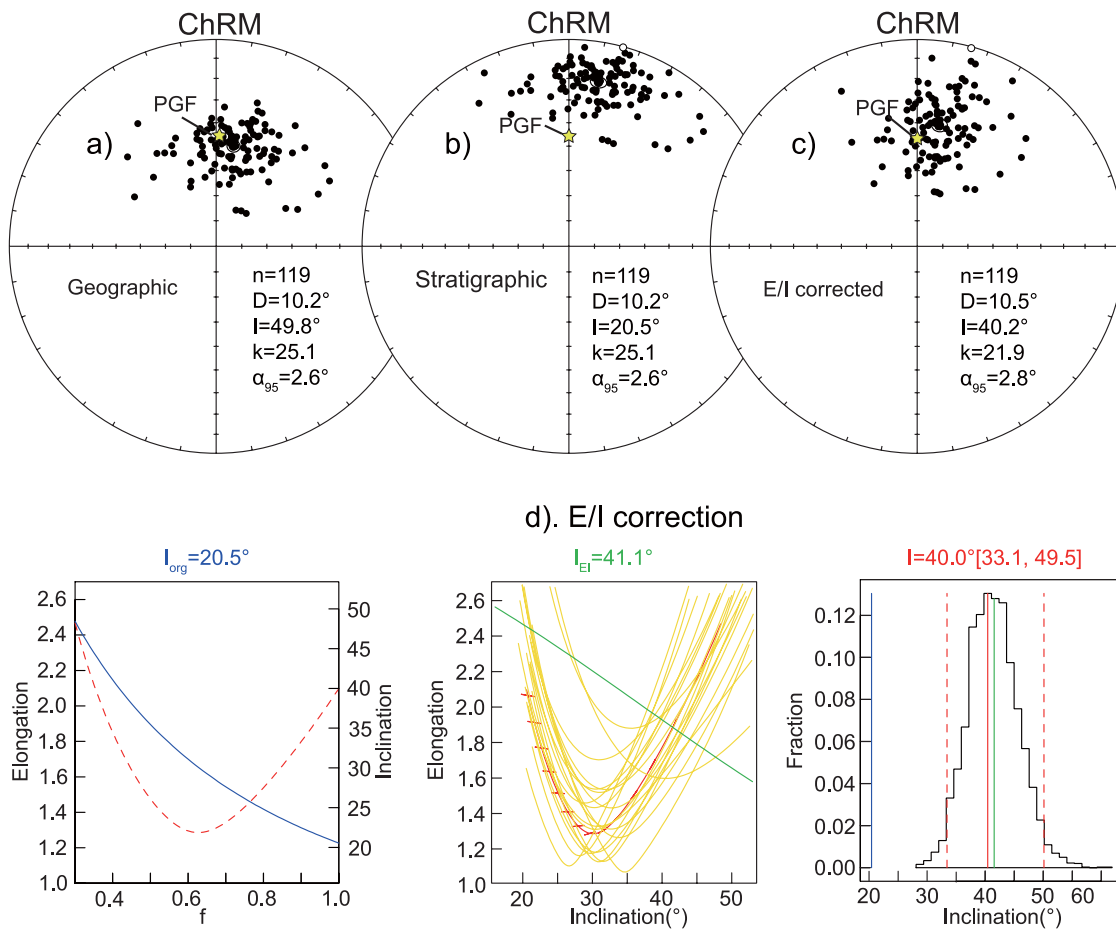 ChRM
ChRM
ChRM
PGF
a)
PGF
b)
PGF
c)
Geographic
n=119
D=10.2°
I=49.8°
k=25.1
α95=2.6°
Stratigraphic
n=119
D=10.2°
I=20.5°
k=25.1
α95=2.6°
E/I corrected
n=119
D=10.5°
I=40.2°
k=21.9
α95=2.8°
d). E/I correction
Iorg=20.5°
2.6
2.4
2.2
2.0
1.8
1.6
1.4
1.2
1.0
Elongation
50
45
40
35
30
25
20
Inclination
0.4 0.6 0.8 1.0
f
IEI=41.1°
2.6
2.4
2.2
2.0
1.8
1.6
1.4
1.2
1.0
Elongation
20 30 40 50
Inclination(°)
I=40.0°[33.1, 49.5]
0.12
0.10
0.08
0.06
0.04
0.02
0.00
Fraction
20 30 40 50 60
Inclination(°)